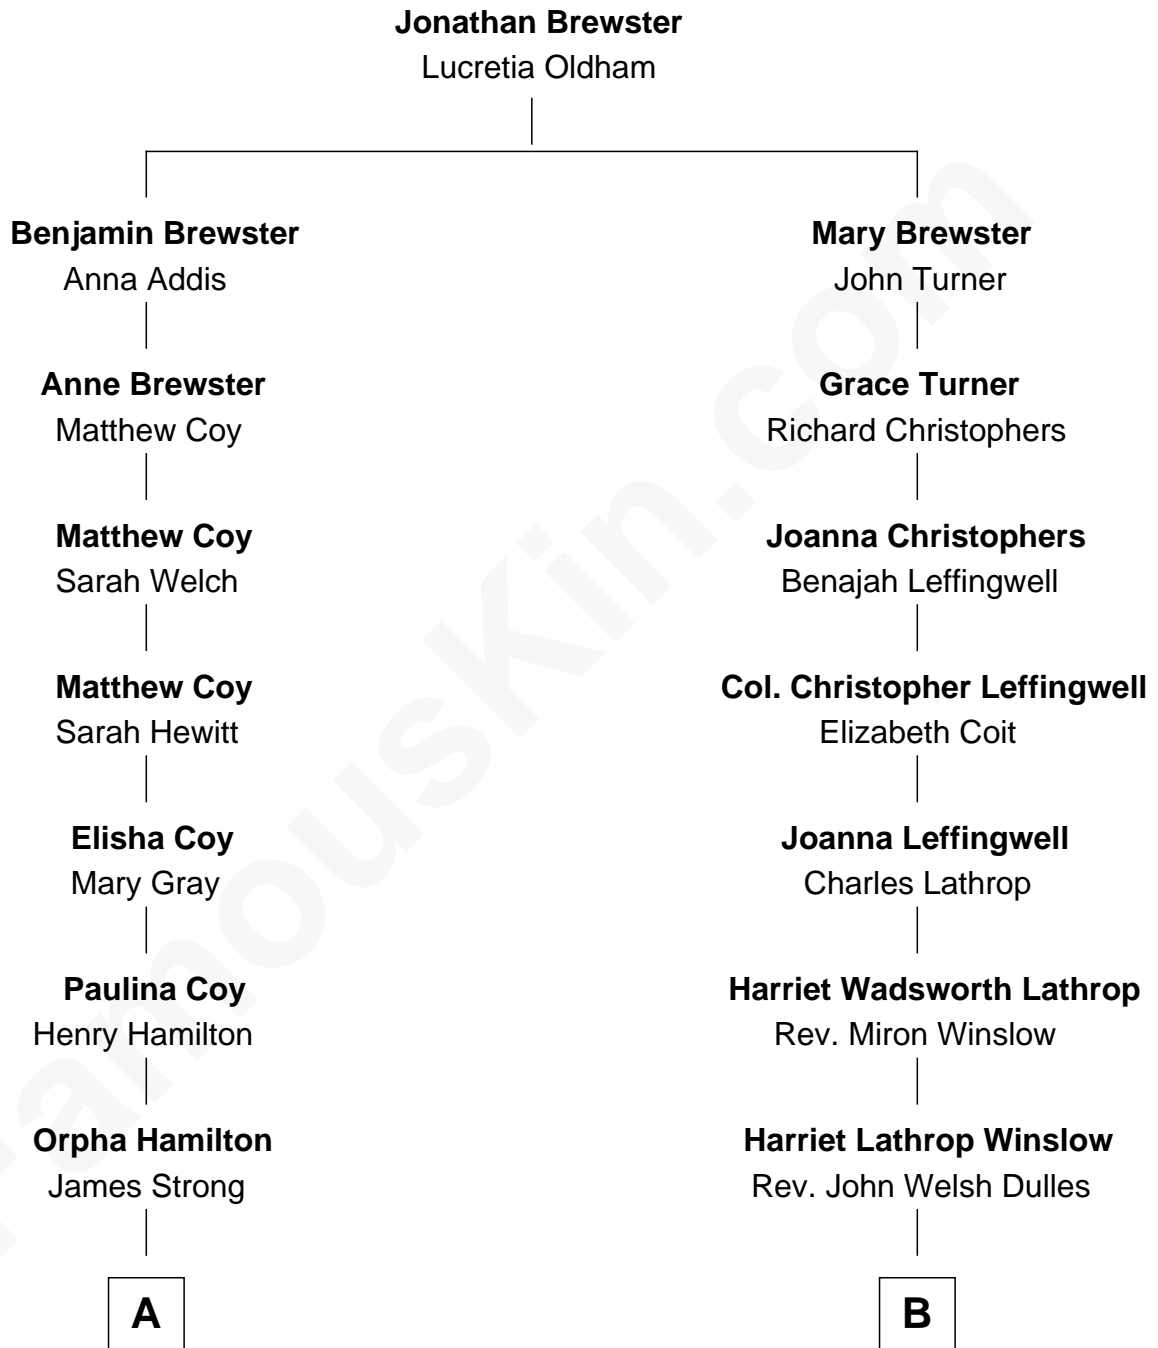 Jonathan Brewster
Lucretia Oldham
Benjamin Brewster
Anna Addis
Mary Brewster
John Turner
Anne Brewster
Matthew Coy
Grace Turner
Richard Christophers
Matthew Coy
Sarah Welch
Joanna Christophers
Benajah Leffingwell
Matthew Coy
Sarah Hewitt
Col. Christopher Leffingwell
Elizabeth Coit
Elisha Coy
Mary Gray
Joanna Leffingwell
Charles Lathrop
Paulina Coy
Henry Hamilton
Harriet Wadsworth Lathrop
Rev. Miron Winslow
Orpha Hamilton
James Strong
Harriet Lathrop Winslow
Rev. John Welsh Dulles
A
B
FamousKin.com